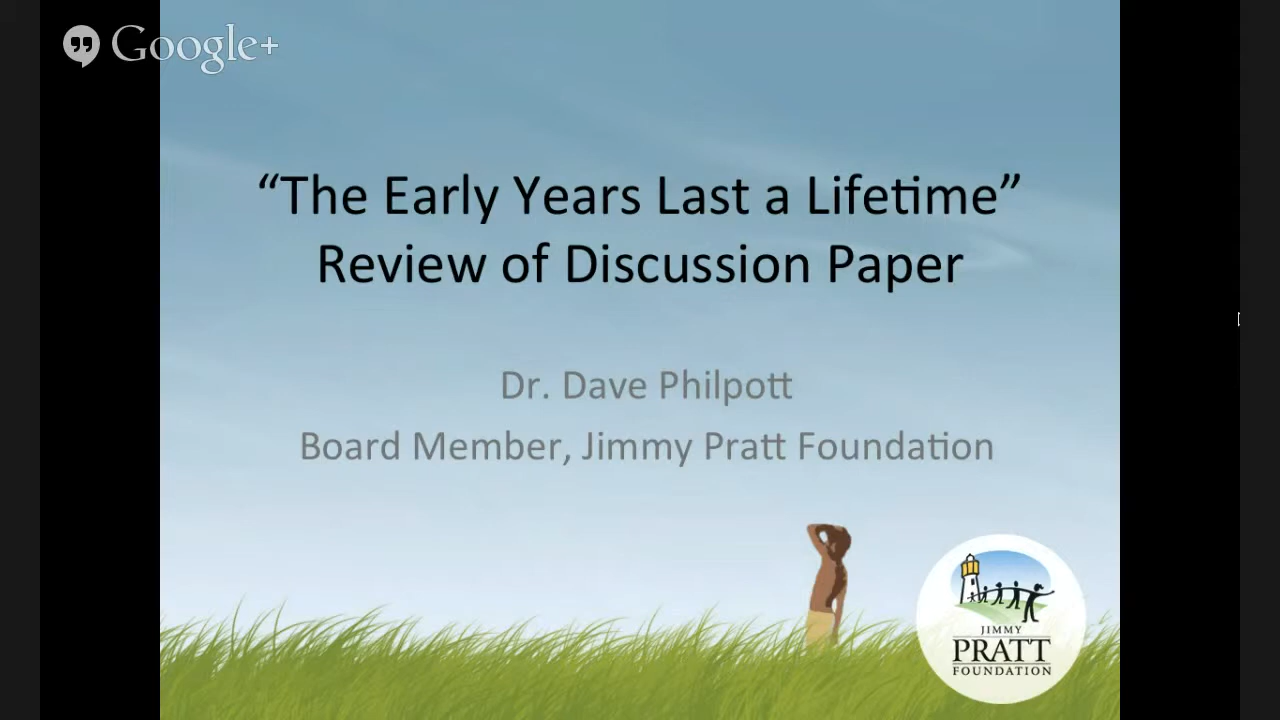 Google+
“The Early Years Last a Lifetime”
Review of Discussion Paper
Dr. Dave Philpott
Board Member, Jimmy Pratt Foundation
JIMMY
PRATT
FOUNDATION